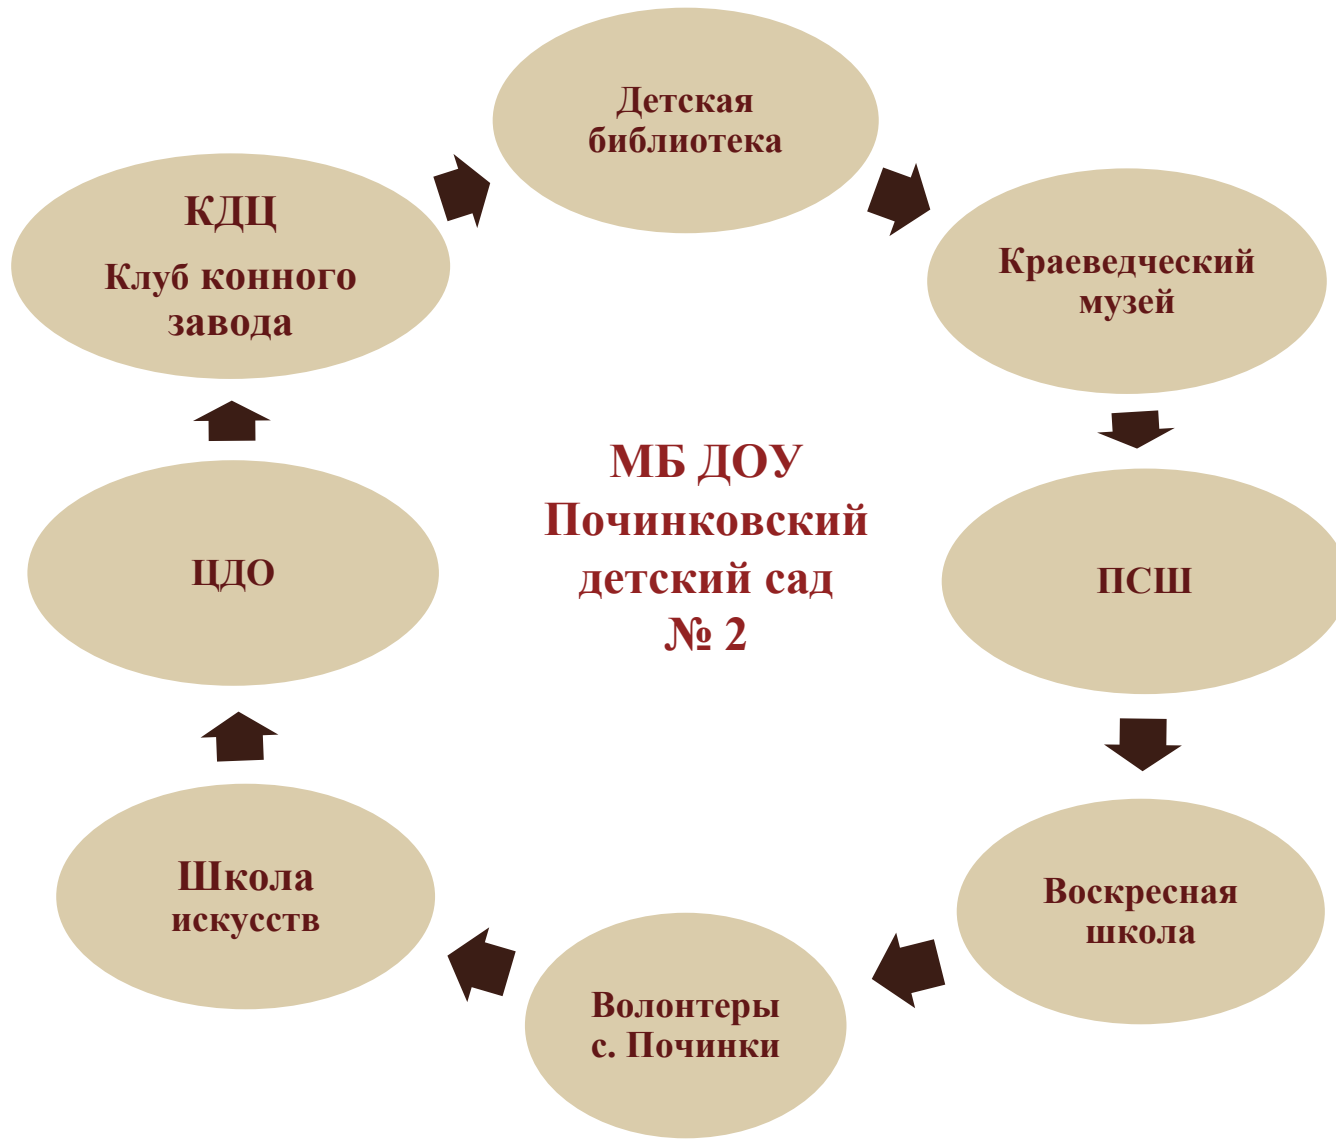 Детская
библиотека
КДЦ
Клуб конного
завода
Краеведческий
музей
МБ ДОУ
Починковский
детский сад
№ 2
ЦДО
ПСШ
Школа
искусств
Воскресная
школа
Волонтеры
с. Починки